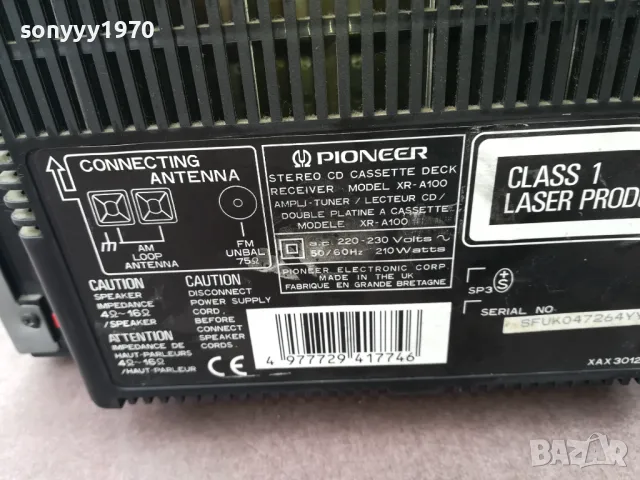 sonyyy1970
CONNECTING
ANTENNA
AM
LOOP
ANTENNA
FM
UNBAL
75Ω
CAUTION
SPEAKER
IMPEDANCE
4Ω~16Ω
/SPEAKER
ATTENTION
IMPEDANCE DE
HAUT-PARLEURS
4Ω~16Ω
/HAUT-PARLEUR
CAUTION
DISCONNECT
POWER SUPPLY
CORD
BEFORE
CONNECT
SPEAKER
CORDS.
CE
PIONEER
STEREO CD CASSETTE DECK
RECEIVER MODEL XR-A100
AMPLI-TUNER / LECTEUR CD/
DOUBLE PLATINE A CASSETTE
MODELE XR-A100
a.c. 220-230 Volts ~
50/60Hz 210Watts
PIONEER ELECTRONIC CORP.
MADE IN THE UK
FABRIQUE EN GRANDE BRETAGNE
4 977729 417746
CLASS 1
LASER PRODU
SP3 S
SERIAL NO.
SFUK047264YY
XAX3012
BAZAR